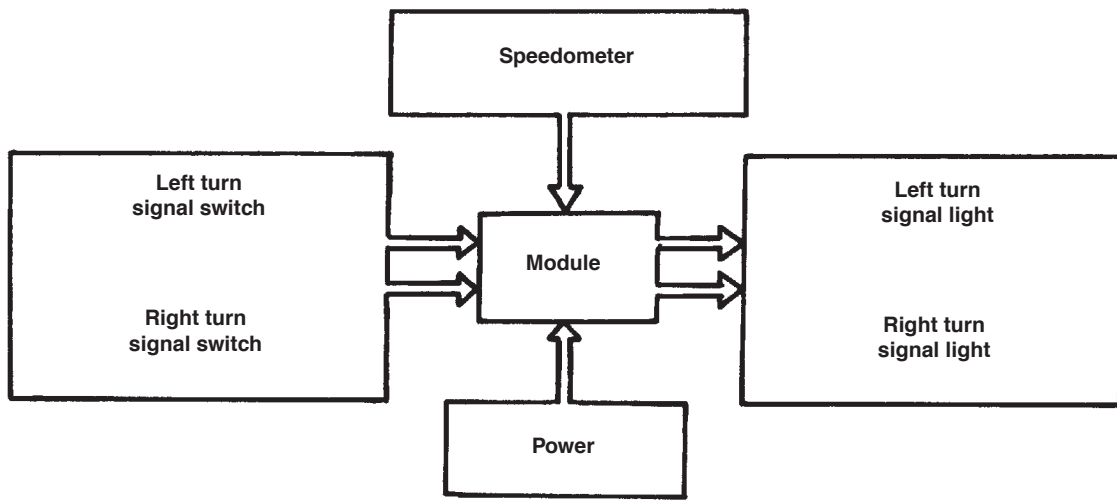 Speedometer
Left turn
signal switch
Right turn
signal switch
Module
Left turn
signal light
Right turn
signal light
Power